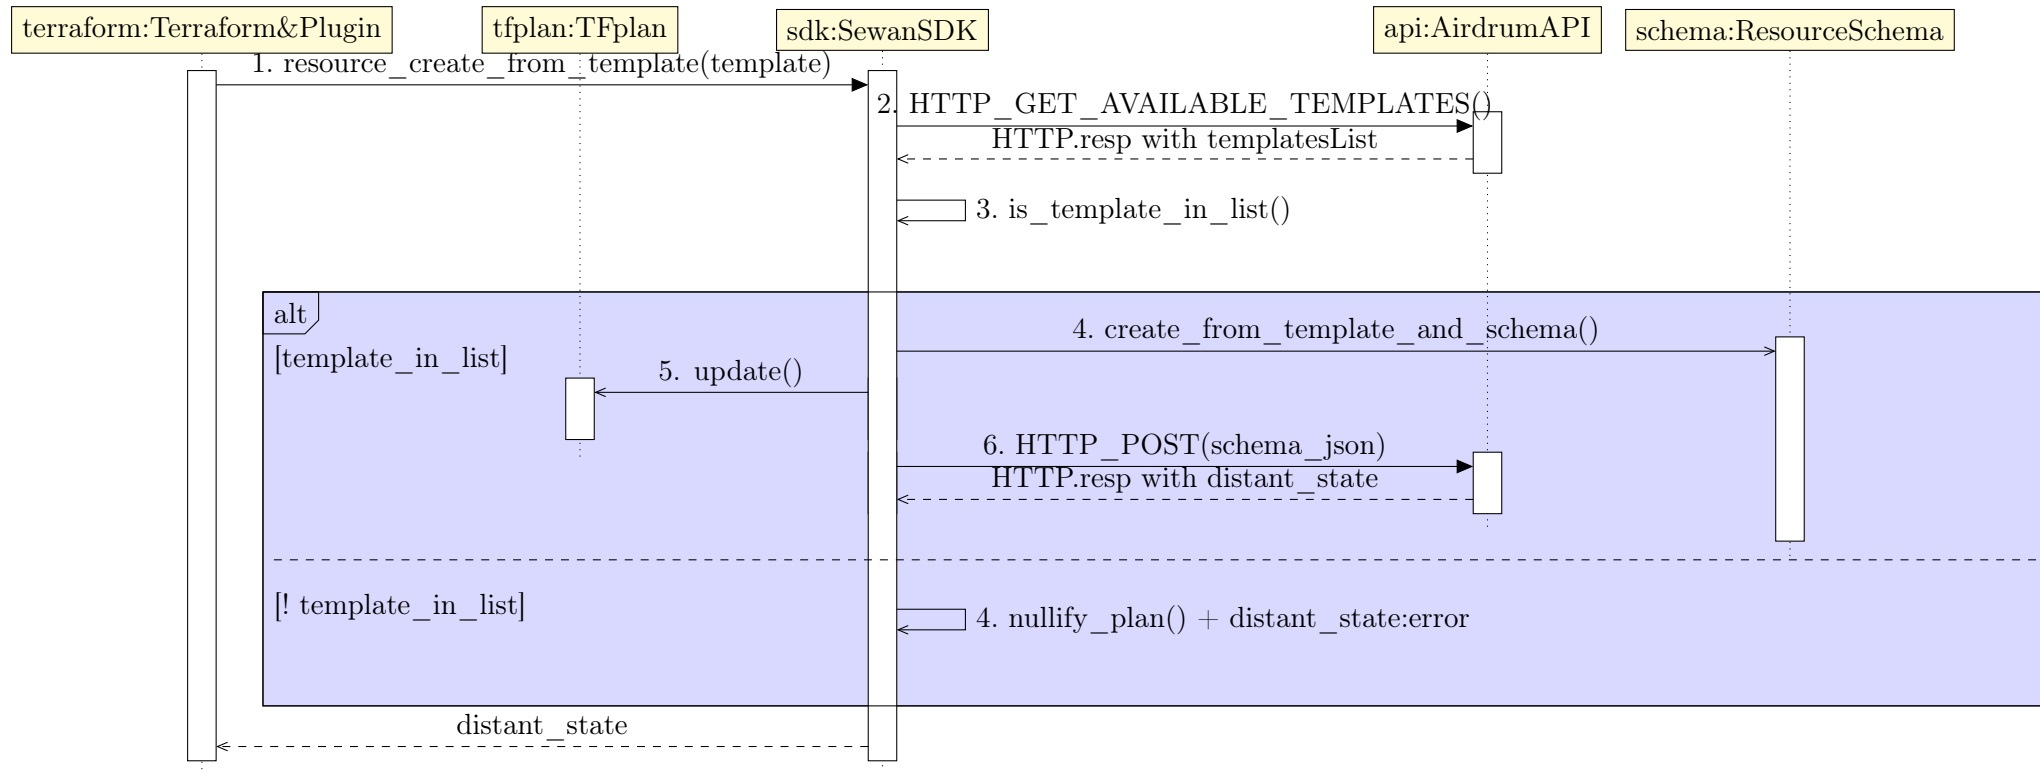 terraform:Terraform&Plugin
tfplan:TFplan
sdk:SewanSDK
api:AirdrumAPI
schema:ResourceSchema
1. resource_create_from_template(template)
2. HTTP_GET_AVAILABLE_TEMPLATES()
HTTP.resp with templatesList
3. is_template_in_list()
alt
[template_in_list]
4. create_from_template_and_schema()
5. update()
6. HTTP_POST(schema_json)
HTTP.resp with distant_state
[! template_in_list]
4. nullify_plan() + distant_state:error
distant_state